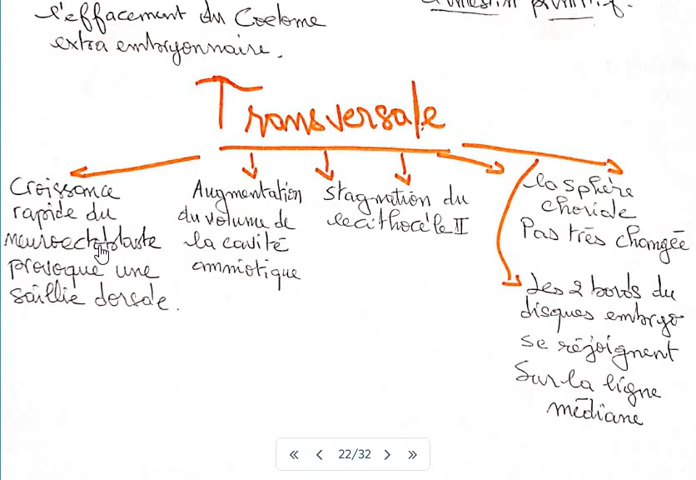 l'effacement du Coelome
extra embryonnaire.
Transversale
Croissance
rapide du
neuroectoblaste
provoque une
saillie dorsale.
Augmentation
du volume de
la cavité
amniotique
stagnation du
lecithocèle II
la sphère
choriale
Pas très changée
Les 2 bords du
disques embryo
se réjoignent
Sur la ligne
médiane
22/32